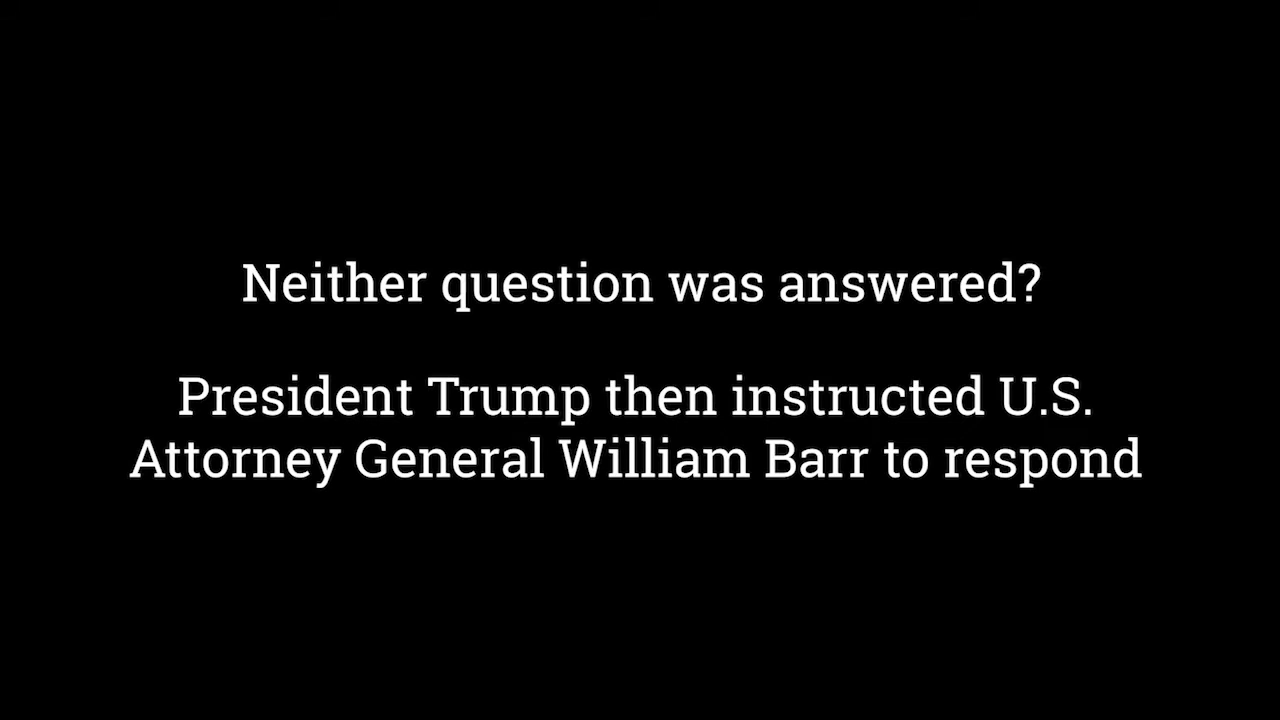 Neither question was answered?
President Trump then instructed U.S.
Attorney General William Barr to respond